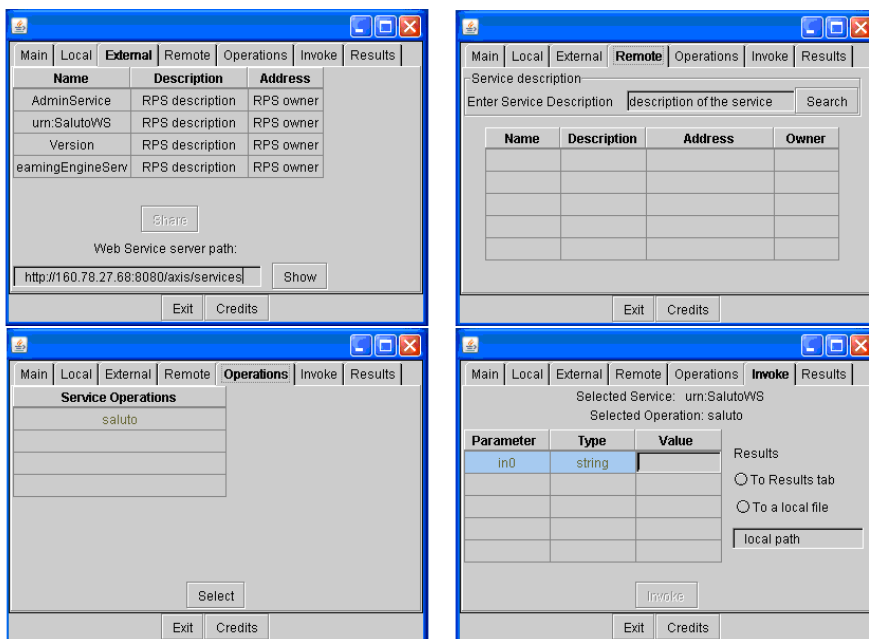 Main Local External Remote Operations Invoke Results
Name Description Address
AdminService RPS description RPS owner
urn:SalutoWS RPS description RPS owner
Version RPS description RPS owner
eamingEngineServ RPS description RPS owner
Share
Web Service server path:
http://160.78.27.68:8080/axis/services
Show
Exit Credits
Main Local External Remote Operations Invoke Results
Service description
Enter Service Description description of the service Search
Name Description Address Owner
Exit Credits
Main Local External Remote Operations Invoke Results
Service Operations
saluto
Select
Exit Credits
Main Local External Remote Operations Invoke Results
Selected Service: urn:SalutoWS
Selected Operation: saluto
Parameter Type Value
in0 string
Results
To Results tab
To a local file
local path
Invoke
Exit Credits